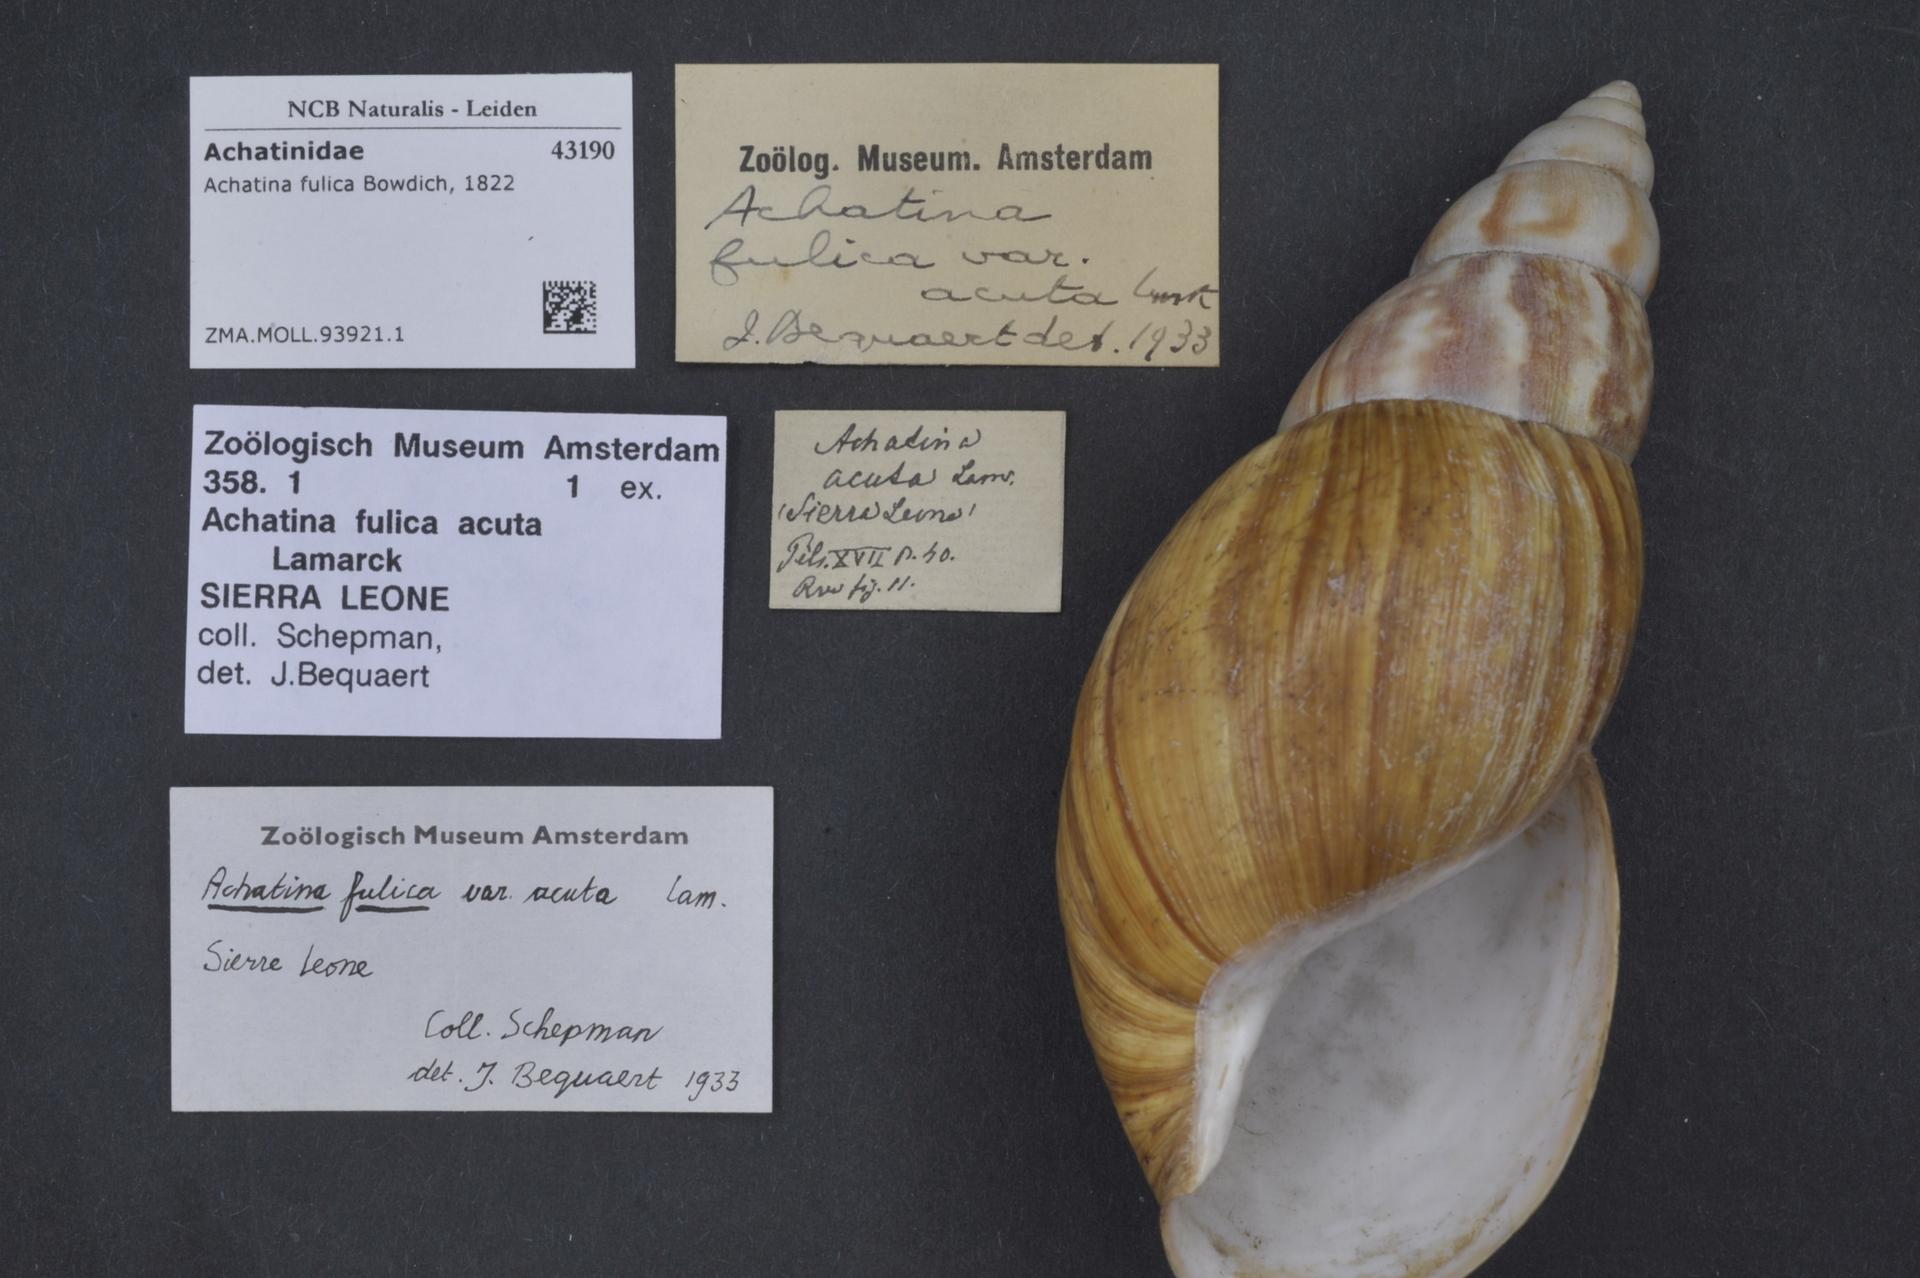 NCB Naturalis - Leiden
Achatinidae 43190
Achatina fulica Bowdich, 1822
ZMA.MOLL.93921.1
Zoölog. Museum. Amsterdam
Achatina
fulica var.
acuta
J. Bequaert det. 1933
Zoölogisch Museum Amsterdam
358. 1 1 ex.
Achatina fulica acuta
Lamarck
SIERRA LEONE
coll. Schepman,
det. J.Bequaert
Achatina
acuta Lam.
Sierra Leone
Pils. XVII p. 40.
fig. 11.
Zoölogisch Museum Amsterdam
Achatina fulica var. acuta Lam.
Sierre Leone
Coll. Schepman
det. J. Bequaert 1933